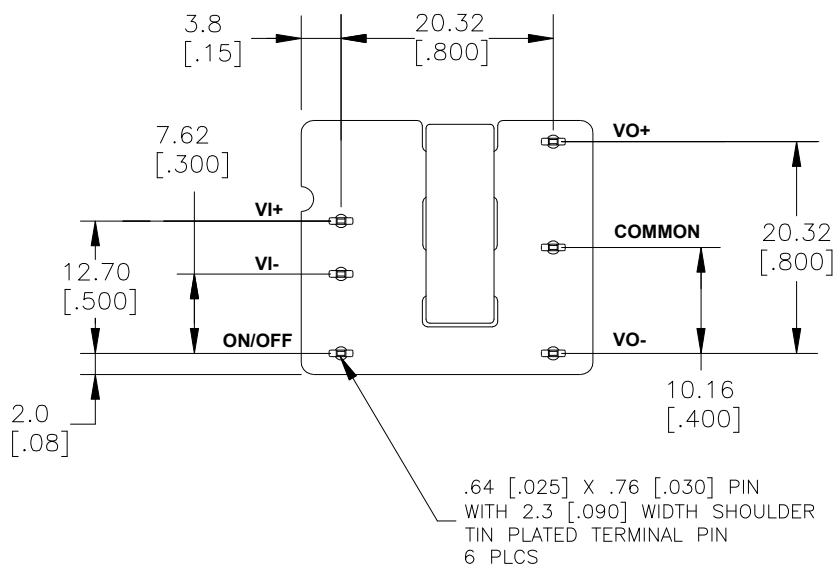 3.8
[.15]
20.32
[.800]
7.62
[.300]
VO+
VI+
COMMON
20.32
[.800]
12.70
[.500]
VI-
ON/OFF
VO-
10.16
[.400]
2.0
[.08]
.64 [.025] X .76 [.030] PIN
WITH 2.3 [.090] WIDTH SHOULDER
TIN PLATED TERMINAL PIN
6 PLCS